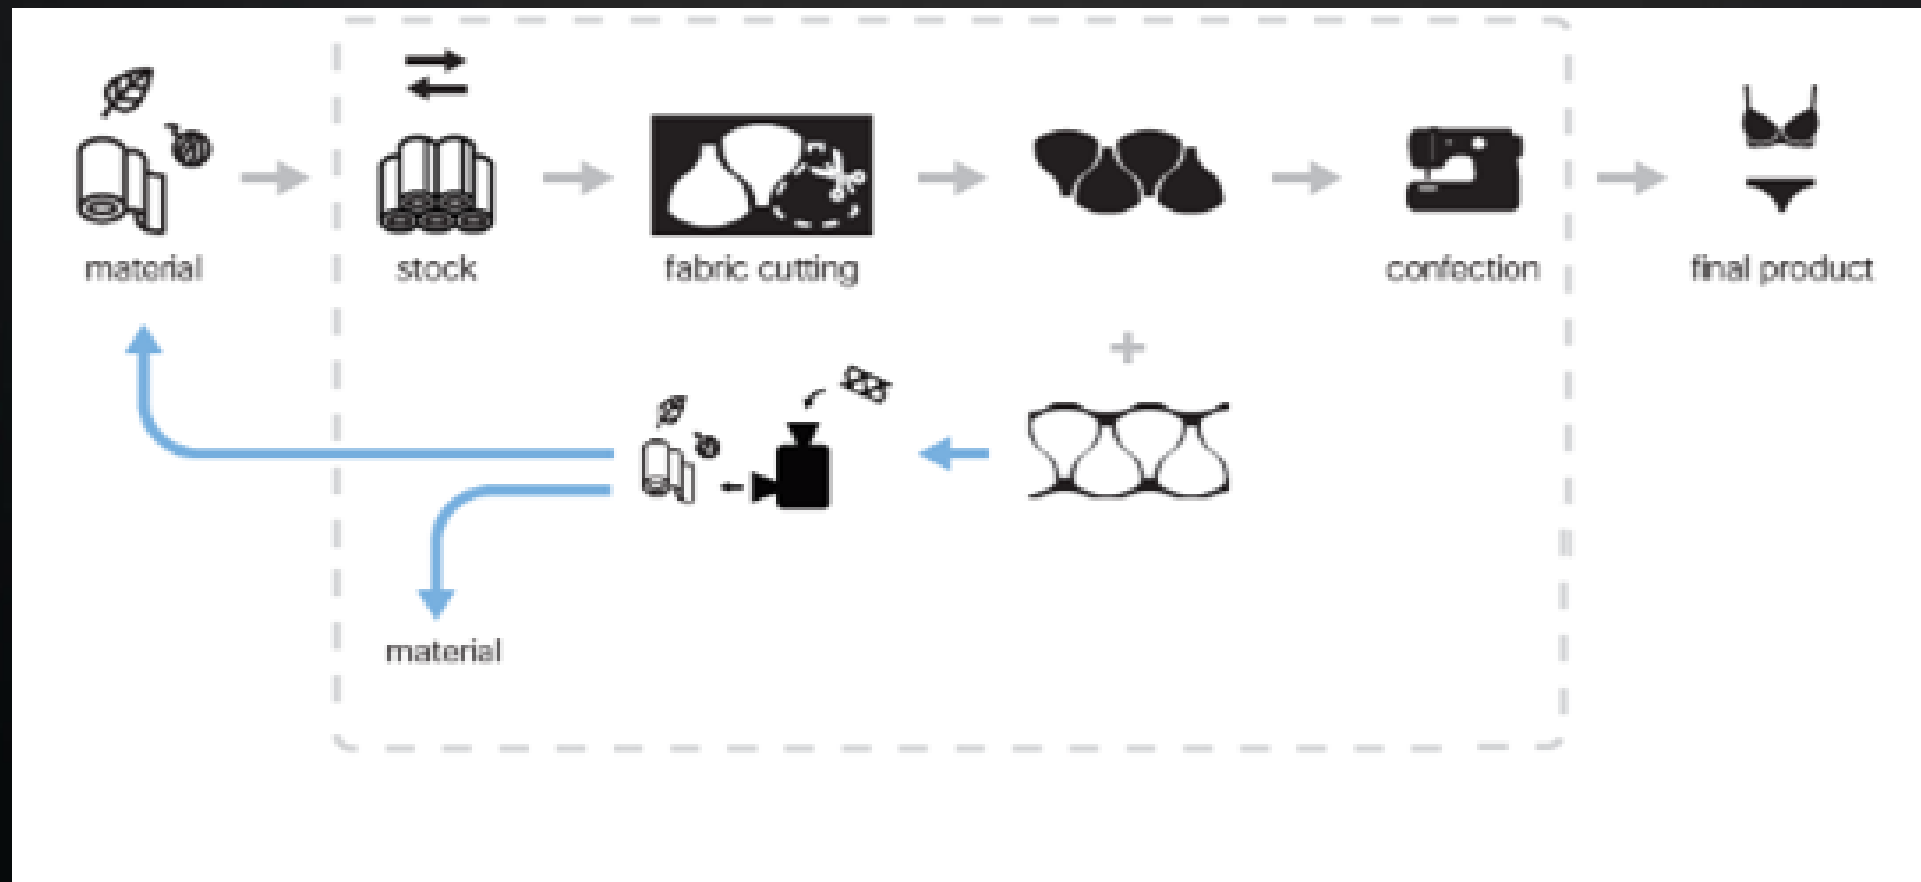 material
stock
fabric cutting
confection
final product
material